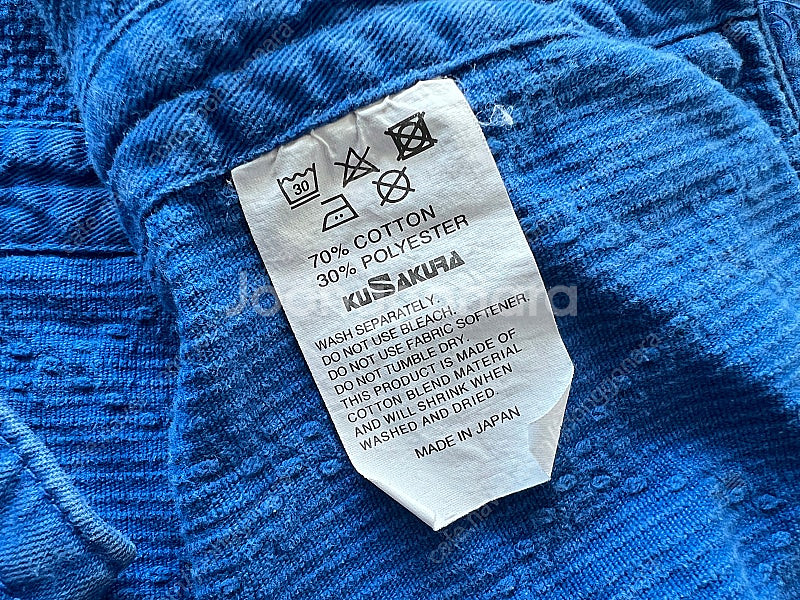 30
70% COTTON
30% POLYESTER
KUSAKURA
WASH SEPARATELY.
DO NOT USE BLEACH.
DO NOT USE FABRIC SOFTENER.
DO NOT TUMBLE DRY.
THIS PRODUCT IS MADE OF
COTTON BLEND MATERIAL
AND WILL SHRINK WHEN
WASHED AND DRIED.
MADE IN JAPAN